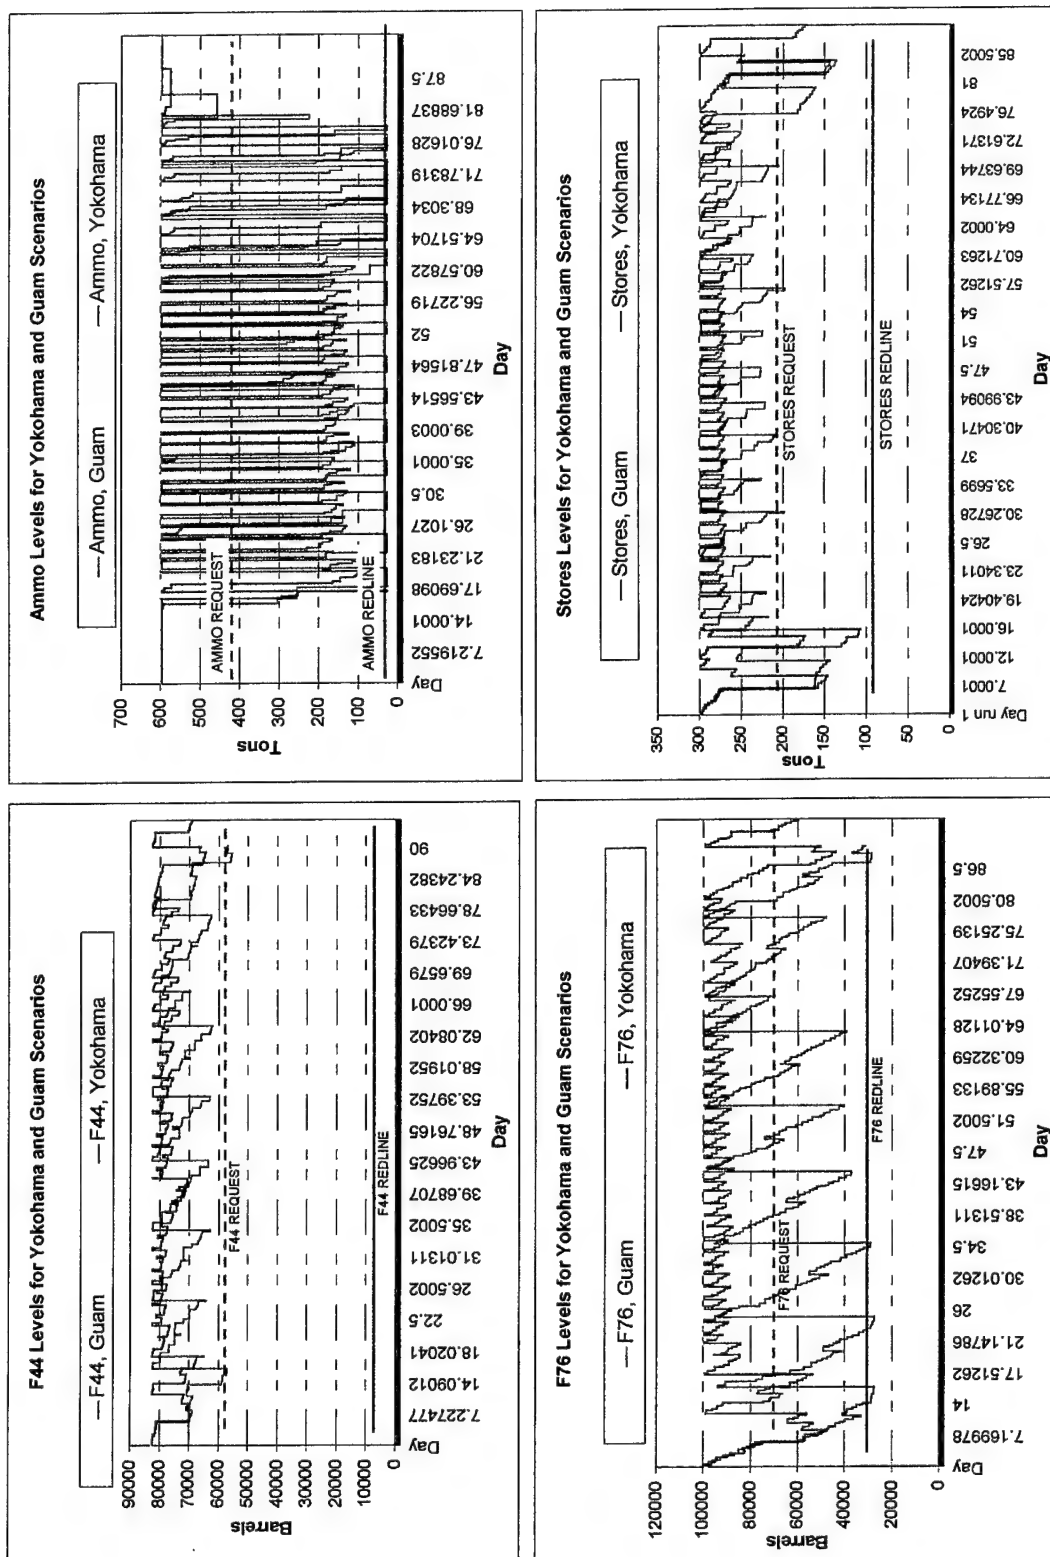 F44 Levels for Yokohama and Guam Scenarios
— F44, Guam — F44, Yokohama
90000
80000
70000
60000
50000
40000
30000
20000
10000
0
Barrels
F44 REQUEST
F44 REDLINE
Day 7.227477 14.09012 18.02041 22.5 26.5002 31.01311 35.5002 39.68707 43.96625 48.76165 53.39752 58.01952 62.08402 66.0001 69.6579 73.42379 78.66433 84.24382 90
Day
Ammo Levels for Yokohama and Guam Scenarios
— Ammo, Guam — Ammo, Yokohama
700
600
500
400
300
200
100
0
Tons
AMMO REQUEST
AMMO REDLINE
Day 7.219552 14.0001 17.69098 21.23183 26.1027 30.5 35.0001 39.0003 43.66514 47.81564 52 56.22719 60.57822 64.51704 68.3034 71.78319 76.01628 81.68837 87.5
Day
F76 Levels for Yokohama and Guam Scenarios
— F76, Guam — F76, Yokohama
120000
100000
80000
60000
40000
20000
0
Barrels
F76 REQUEST
F76 REDLINE
Day 7.169978 14 17.51262 21.14786 26 30.01262 34.5 38.51311 43.16615 47.5 51.5002 55.89133 60.32259 64.01128 67.55252 71.39407 75.25139 80.5002 86.5
Day
Stores Levels for Yokohama and Guam Scenarios
— Stores, Guam — Stores, Yokohama
350
300
250
200
150
100
50
0
Tons
STORES REQUEST
STORES REDLINE
Day run 1 7.0001 12.0001 16.0001 19.40424 23.34011 26.5 30.26728 33.5699 37 40.30471 43.99094 47.5 51 54 57.51262 60.71263 64.0002 66.77134 69.63744 72.61371 76.4924 81 85.5002
Day